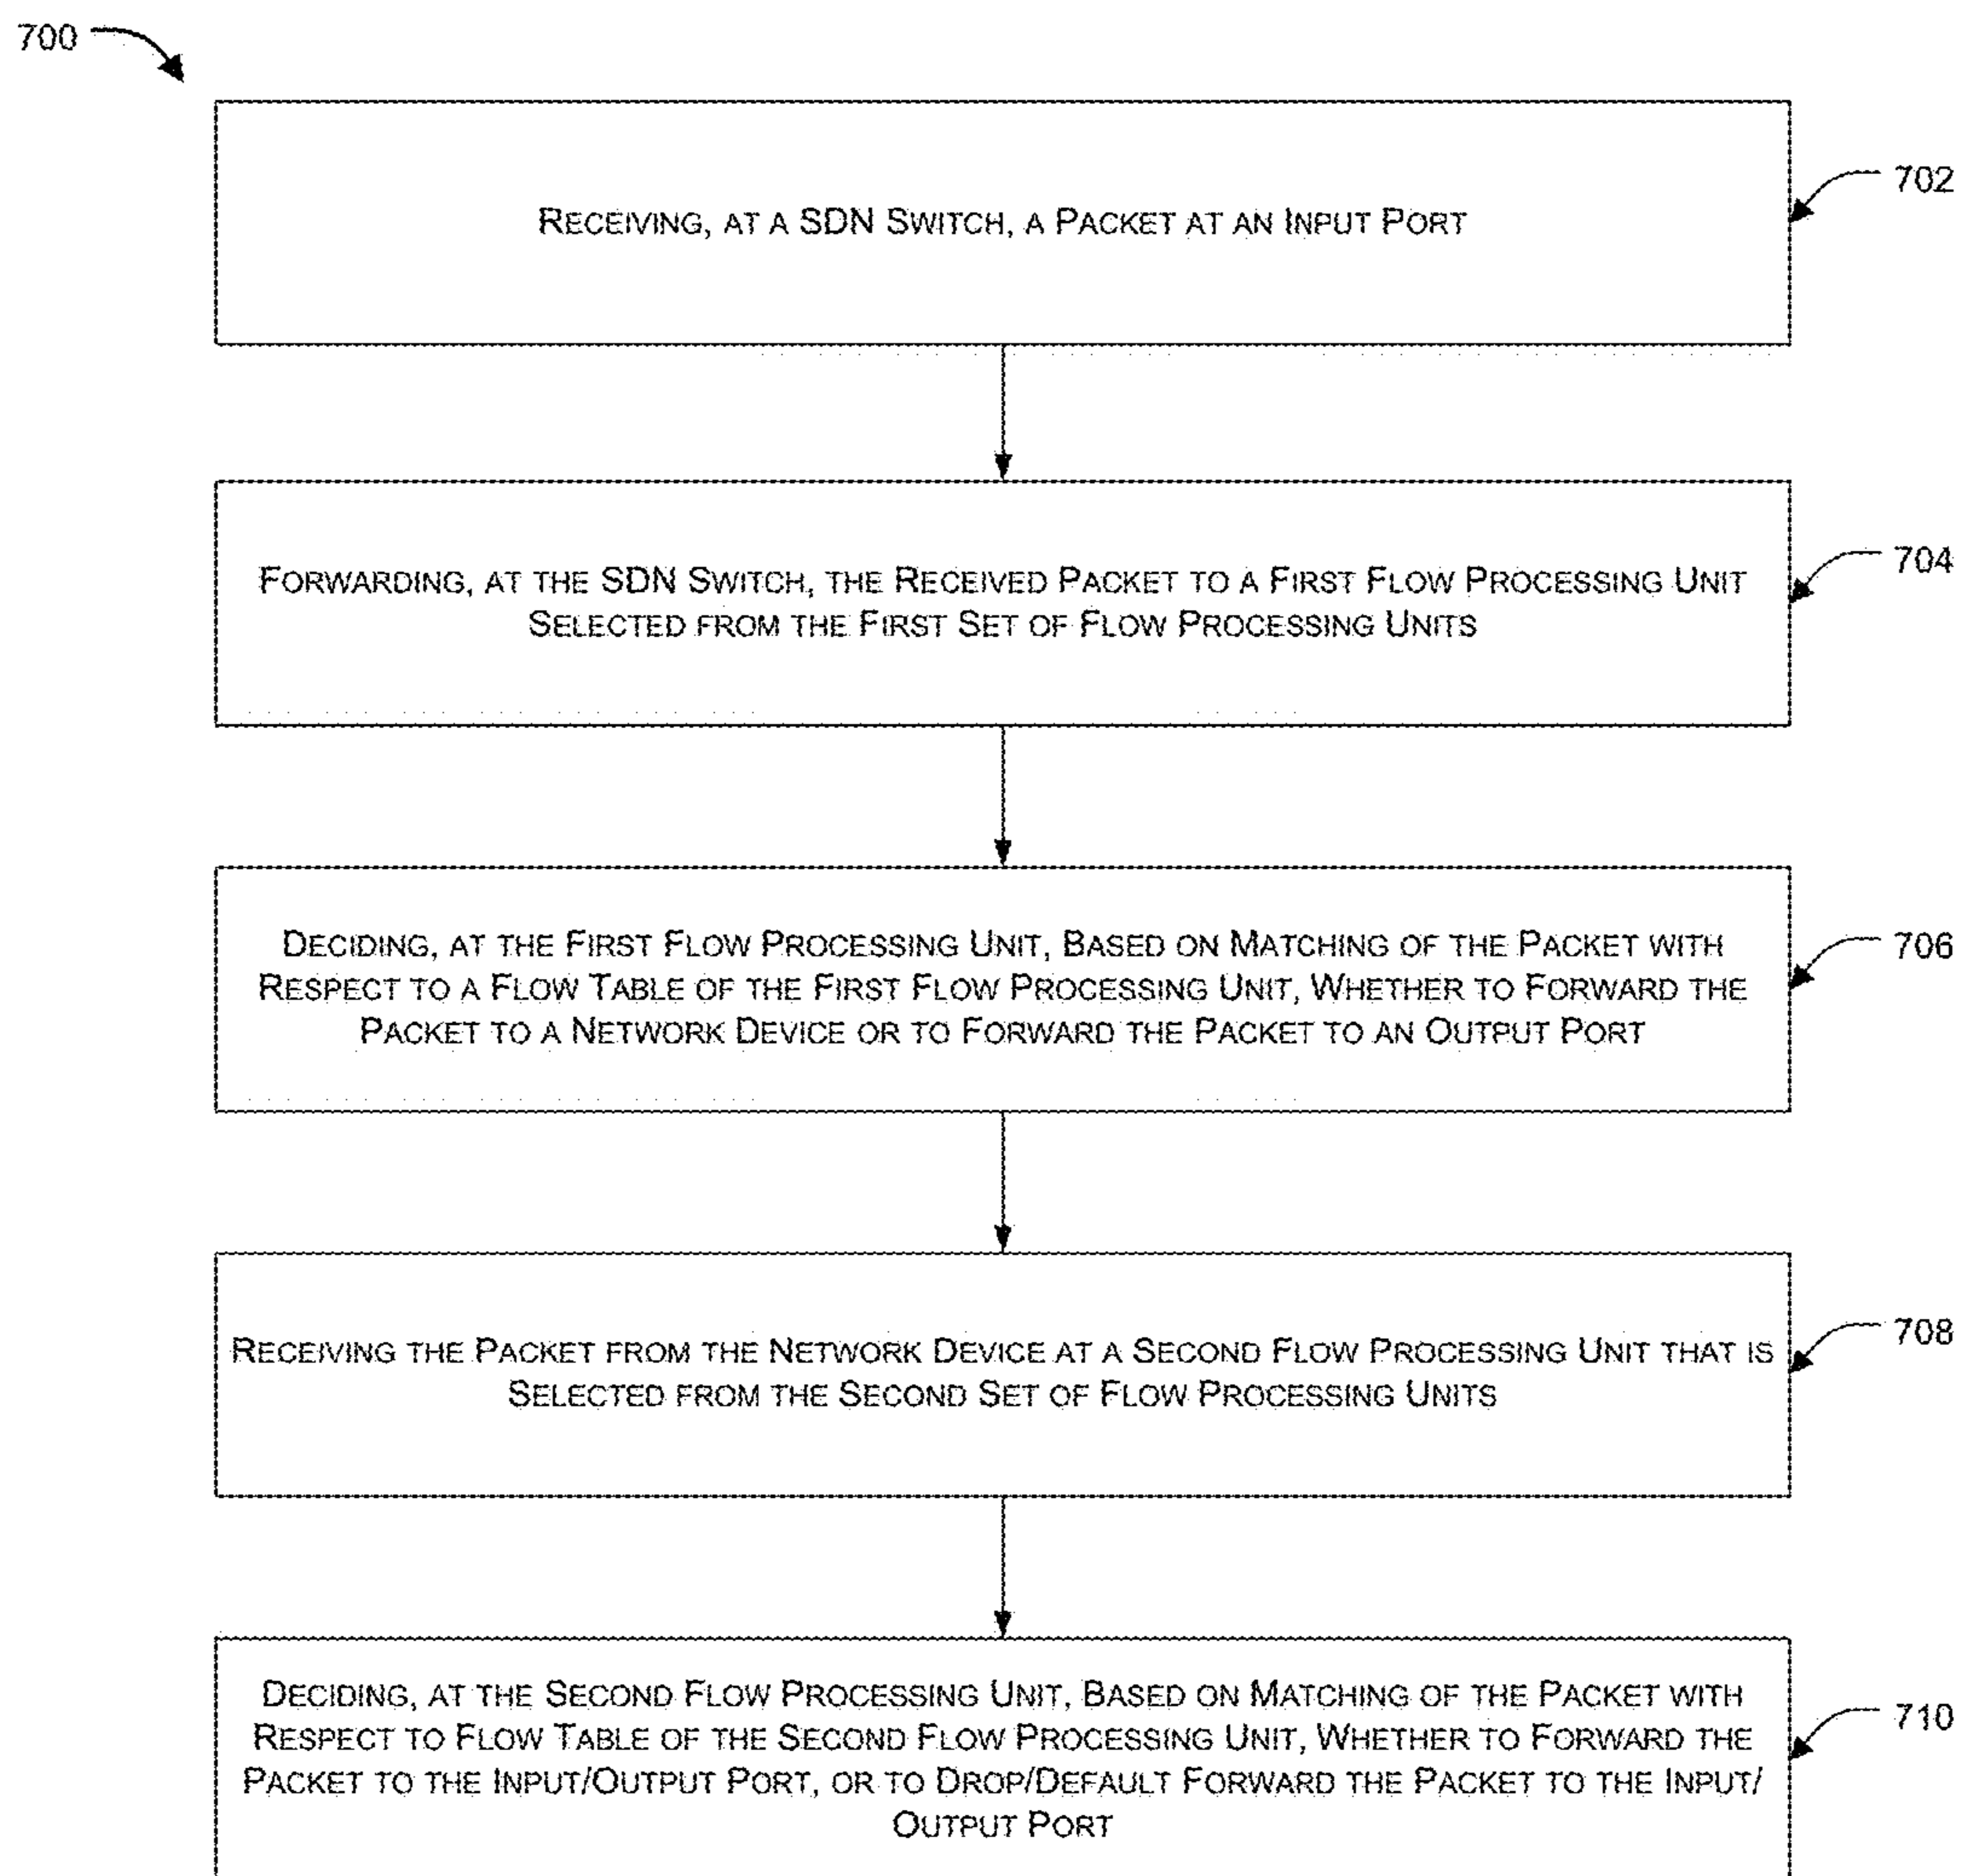 700
RECEIVING, AT A SDN SWITCH, A PACKET AT AN INPUT PORT
702
FORWARDING, AT THE SDN SWITCH, THE RECEIVED PACKET TO A FIRST FLOW PROCESSING UNIT
SELECTED FROM THE FIRST SET OF FLOW PROCESSING UNITS
704
DECIDING, AT THE FIRST FLOW PROCESSING UNIT, BASED ON MATCHING OF THE PACKET WITH
RESPECT TO A FLOW TABLE OF THE FIRST FLOW PROCESSING UNIT, WHETHER TO FORWARD THE
PACKET TO A NETWORK DEVICE OR TO FORWARD THE PACKET TO AN OUTPUT PORT
706
RECEIVING THE PACKET FROM THE NETWORK DEVICE AT A SECOND FLOW PROCESSING UNIT THAT IS
SELECTED FROM THE SECOND SET OF FLOW PROCESSING UNITS
708
DECIDING, AT THE SECOND FLOW PROCESSING UNIT, BASED ON MATCHING OF THE PACKET WITH
RESPECT TO FLOW TABLE OF THE SECOND FLOW PROCESSING UNIT, WHETHER TO FORWARD THE
PACKET TO THE INPUT/OUTPUT PORT, OR TO DROP/DEFAULT FORWARD THE PACKET TO THE INPUT/
OUTPUT PORT
710